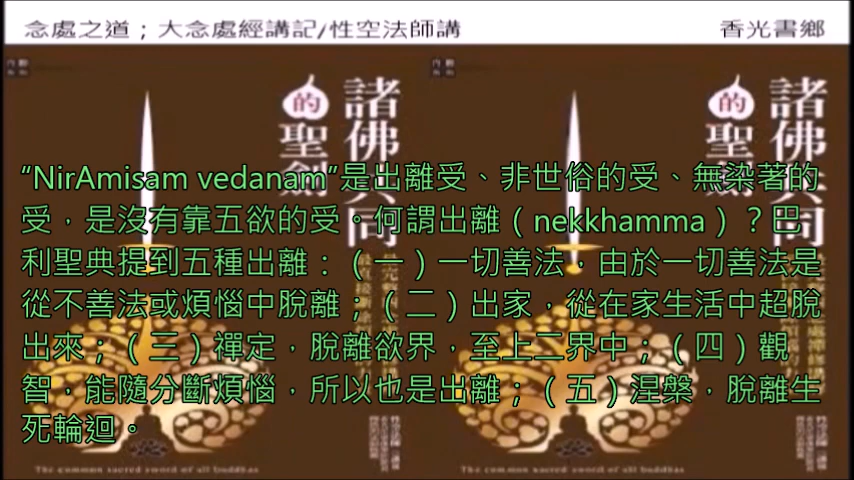 念處之道；大念處經講記/性空法師講
香光書鄉
諸佛共同
的聖劍
諸佛共同
的聖劍
“NirAmisam vedanam”是出離受、非世俗的受、無染著的
受，是沒有靠五欲的受。何謂出離（nekkhamma）？巴
利聖典提到五種出離：（一）一切善法，由於一切善法是
從不善法或煩惱中脫離；（二）出家，從在家生活中超脫
出來；（三）禪定，脫離欲界，至上二界中；（四）觀
智，能隨分斷煩惱，所以也是出離；（五）涅槃，脫離生
死輪迴。
The common sacred sword of all buddhas
The common sacred sword of all buddhas